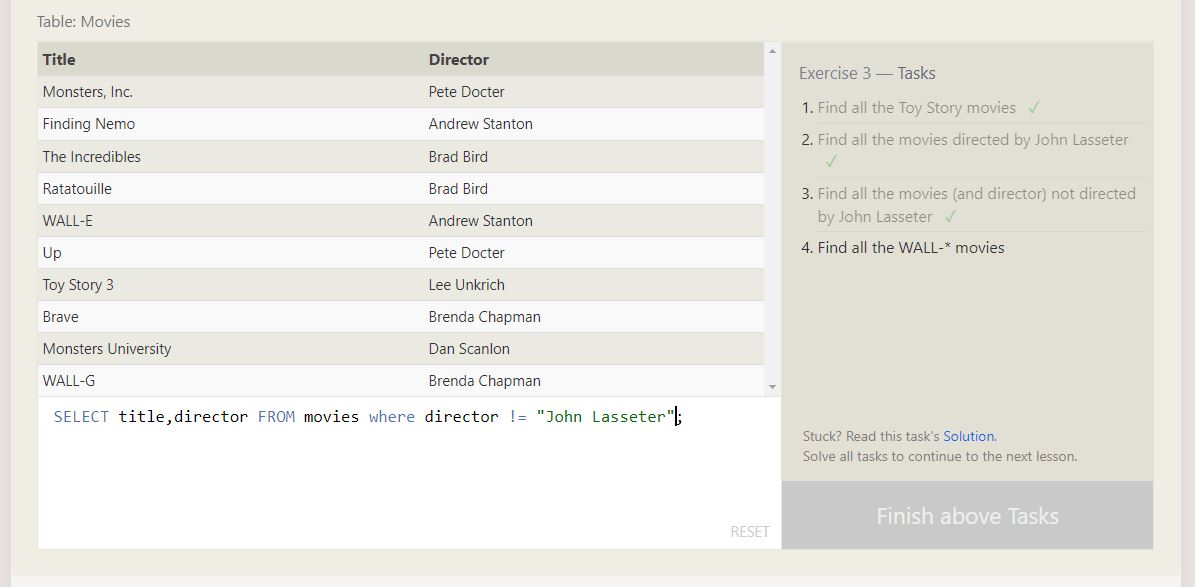 Table: Movies
Title Director
Monsters, Inc. Pete Docter
Finding Nemo Andrew Stanton
The Incredibles Brad Bird
Ratatouille Brad Bird
WALL-E Andrew Stanton
Up Pete Docter
Toy Story 3 Lee Unkrich
Brave Brenda Chapman
Monsters University Dan Scanlon
WALL-G Brenda Chapman
SELECT title,director FROM movies where director != "John Lasseter";
RESET
Exercise 3 — Tasks
1. Find all the Toy Story movies ✓
2. Find all the movies directed by John Lasseter
✓
3. Find all the movies (and director) not directed
by John Lasseter ✓
4. Find all the WALL-* movies
Stuck? Read this task's Solution.
Solve all tasks to continue to the next lesson.
Finish above Tasks